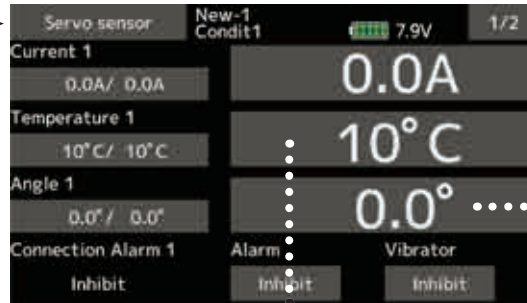 Servo sensor New-1 Condit1 7.9V 1/2
Current 1
0.0A/ 0.0A 0.0A
Temperature 1
10°C/ 10°C 10°C
Angle 1
0.0°/ 0.0° 0.0°
Connection Alarm 1 Alarm Vibrator
Inhibit Inhibit Inhibit